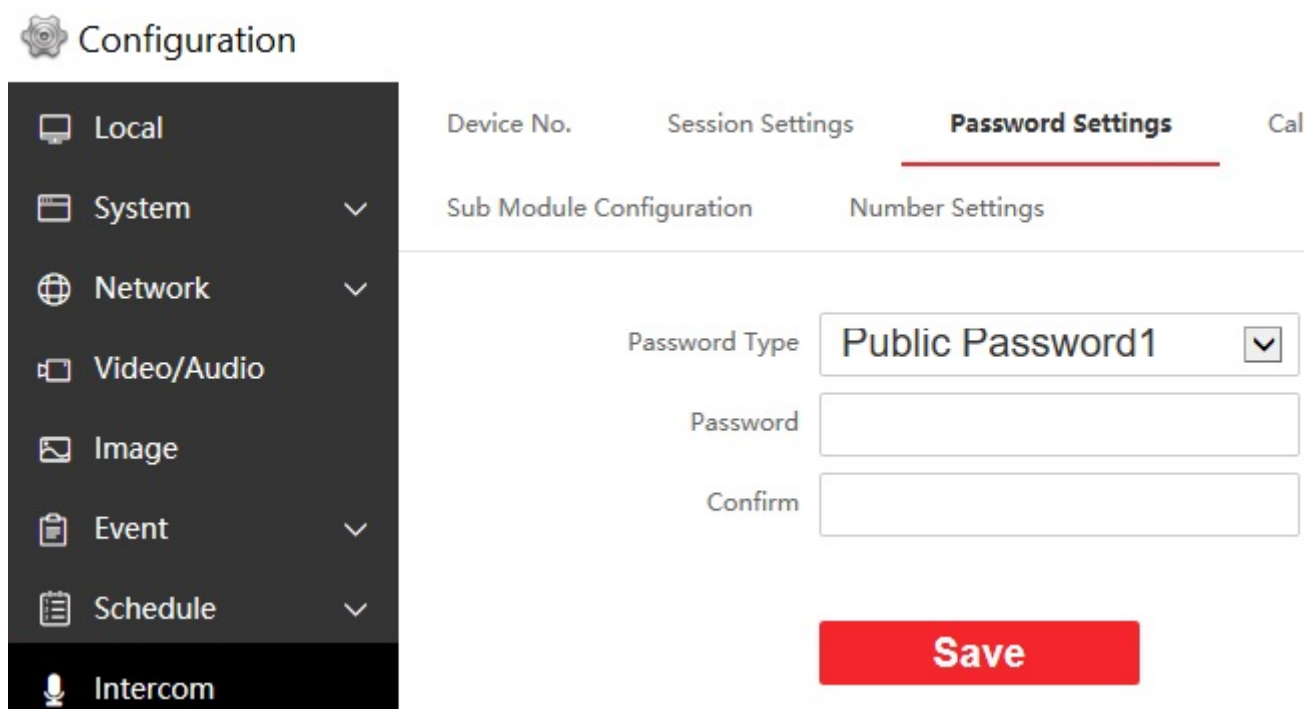 Configuration
Local
System
Network
Video/Audio
Image
Event
Schedule
Intercom
Device No. Session Settings Password Settings Cal
Sub Module Configuration Number Settings
Password Type Public Password1
Password
Confirm
Save